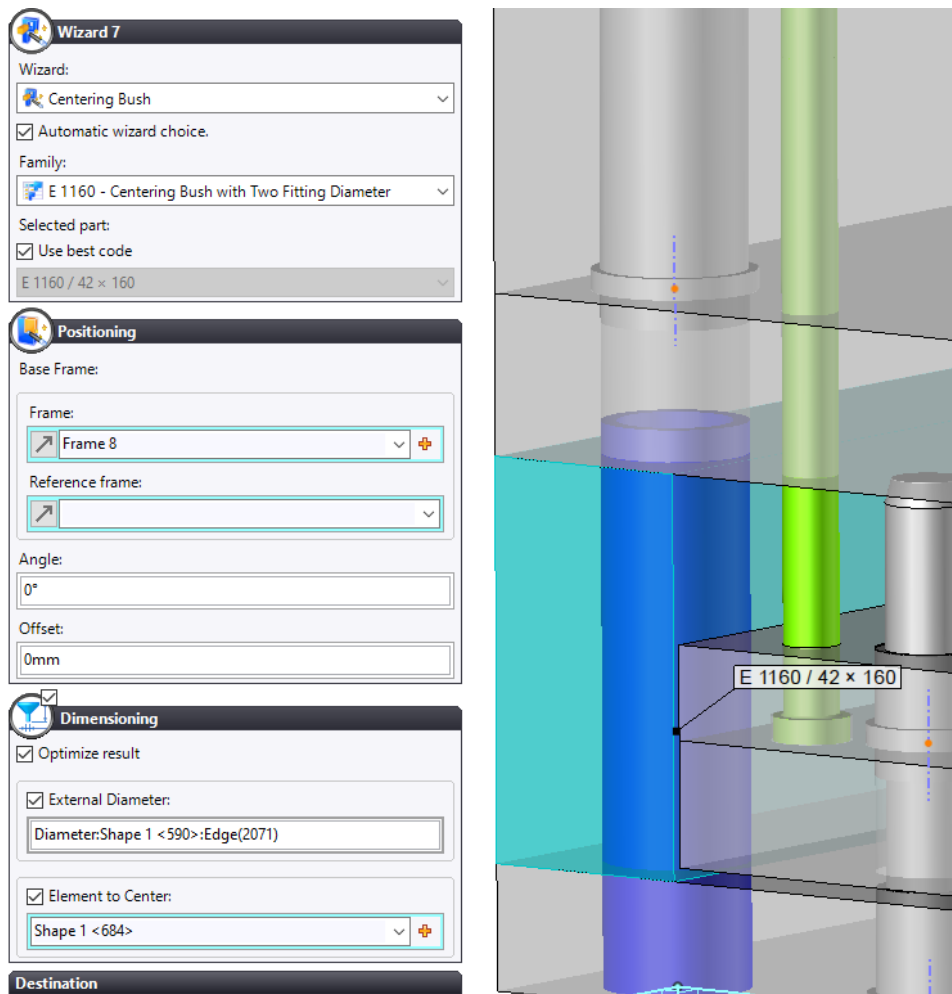 Wizard 7
Wizard:
Centering Bush
Automatic wizard choice.
Family:
E 1160 - Centering Bush with Two Fitting Diameter
Selected part:
Use best code
E 1160 / 42 × 160
Positioning
Base Frame:
Frame:
Frame 8
Reference frame:
Angle:
0°
Offset:
0mm
Dimensioning
Optimize result
External Diameter:
Diameter:Shape 1 <590>:Edge(2071)
Element to Center:
Shape 1 <684>
Destination
E 1160 / 42 × 160